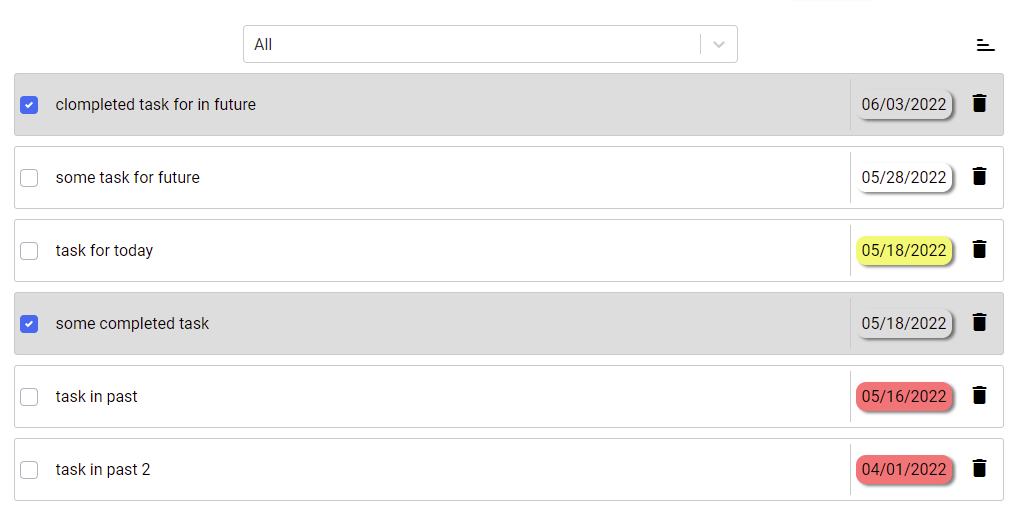 All
clompleted task for in future 06/03/2022
some task for future 05/28/2022
task for today 05/18/2022
some completed task 05/18/2022
task in past 05/16/2022
task in past 2 04/01/2022